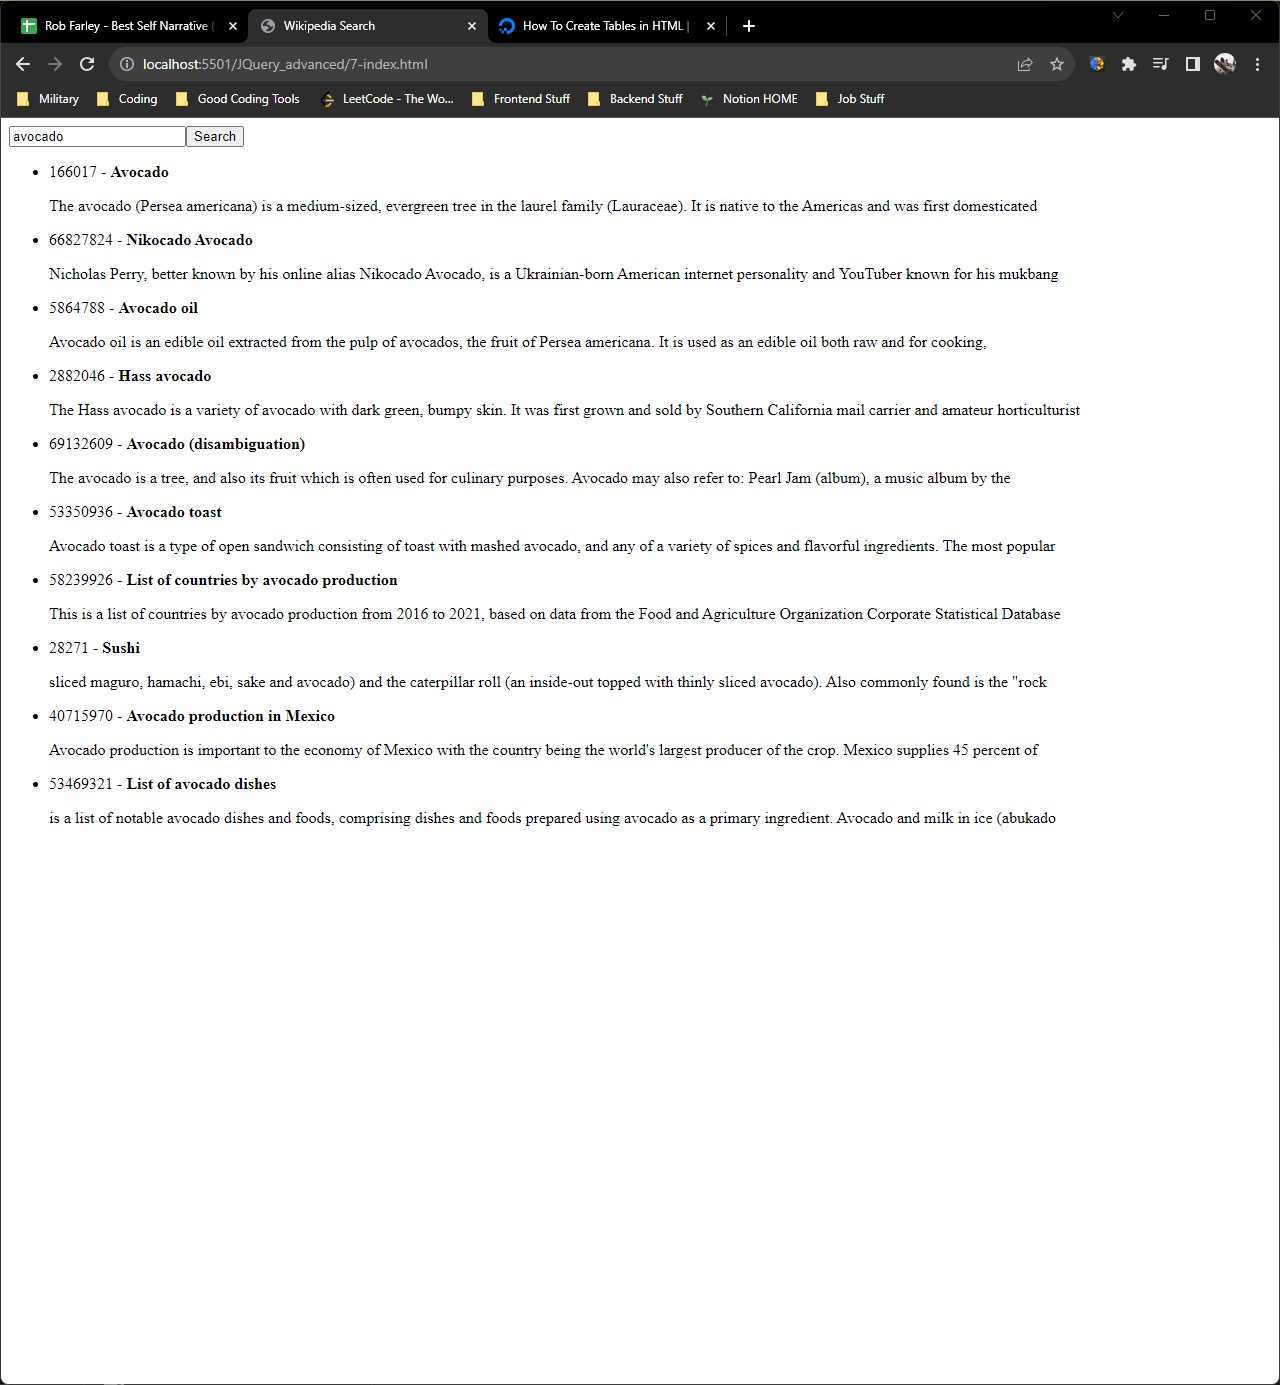 Rob Farley - Best Self Narrative (
Wikipedia Search
How To Create Tables in HTML |
localhost:5501/JQuery_advanced/7-index.html
Military
Coding
Good Coding Tools
LeetCode - The Wo...
Frontend Stuff
Backend Stuff
Notion HOME
Job Stuff
avocado
Search
166017 - Avocado
The avocado (Persea americana) is a medium-sized, evergreen tree in the laurel family (Lauraceae). It is native to the Americas and was first domesticated
66827824 - Nikocado Avocado
Nicholas Perry, better known by his online alias Nikocado Avocado, is a Ukrainian-born American internet personality and YouTuber known for his mukbang
5864788 - Avocado oil
Avocado oil is an edible oil extracted from the pulp of avocados, the fruit of Persea americana. It is used as an edible oil both raw and for cooking,
2882046 - Hass avocado
The Hass avocado is a variety of avocado with dark green, bumpy skin. It was first grown and sold by Southern California mail carrier and amateur horticulturist
69132609 - Avocado (disambiguation)
The avocado is a tree, and also its fruit which is often used for culinary purposes. Avocado may also refer to: Pearl Jam (album), a music album by the
53350936 - Avocado toast
Avocado toast is a type of open sandwich consisting of toast with mashed avocado, and any of a variety of spices and flavorful ingredients. The most popular
58239926 - List of countries by avocado production
This is a list of countries by avocado production from 2016 to 2021, based on data from the Food and Agriculture Organization Corporate Statistical Database
28271 - Sushi
sliced maguro, hamachi, ebi, sake and avocado) and the caterpillar roll (an inside-out topped with thinly sliced avocado). Also commonly found is the "rock
40715970 - Avocado production in Mexico
Avocado production is important to the economy of Mexico with the country being the world's largest producer of the crop. Mexico supplies 45 percent of
53469321 - List of avocado dishes
is a list of notable avocado dishes and foods, comprising dishes and foods prepared using avocado as a primary ingredient. Avocado and milk in ice (abukado